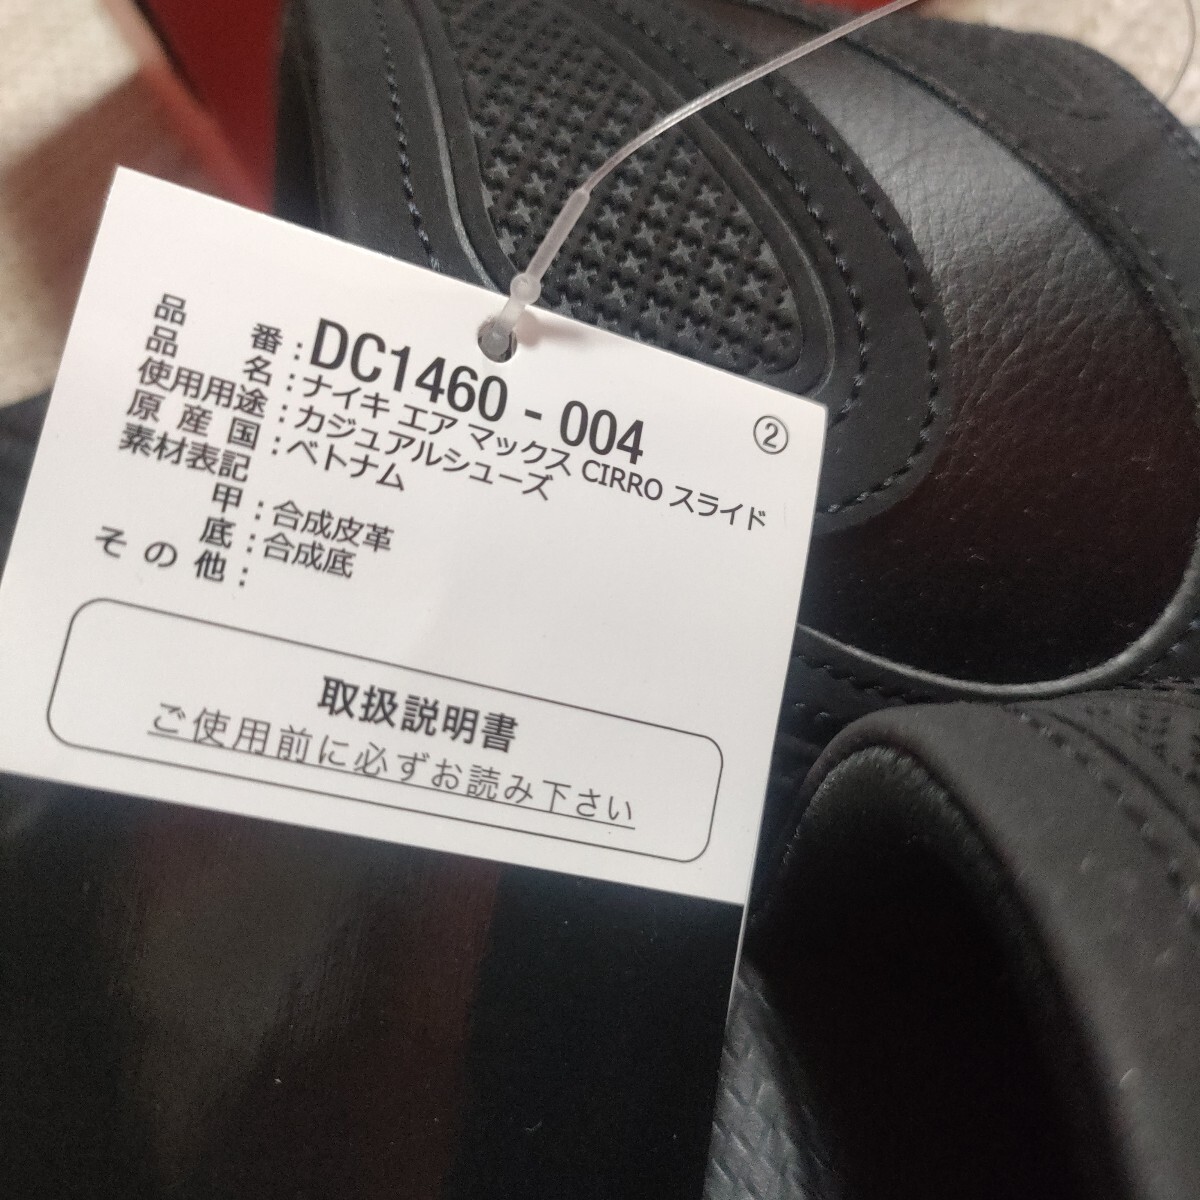 品番:DC1460-004
②
品名:ナイキ エア マックス CIRRO スライド
使用用途:カジュアルシューズ
原産国:ベトナム
素材表記
甲:合成皮革
底:合成底
その他:
取扱説明書
ご使用前に必ずお読み下さい